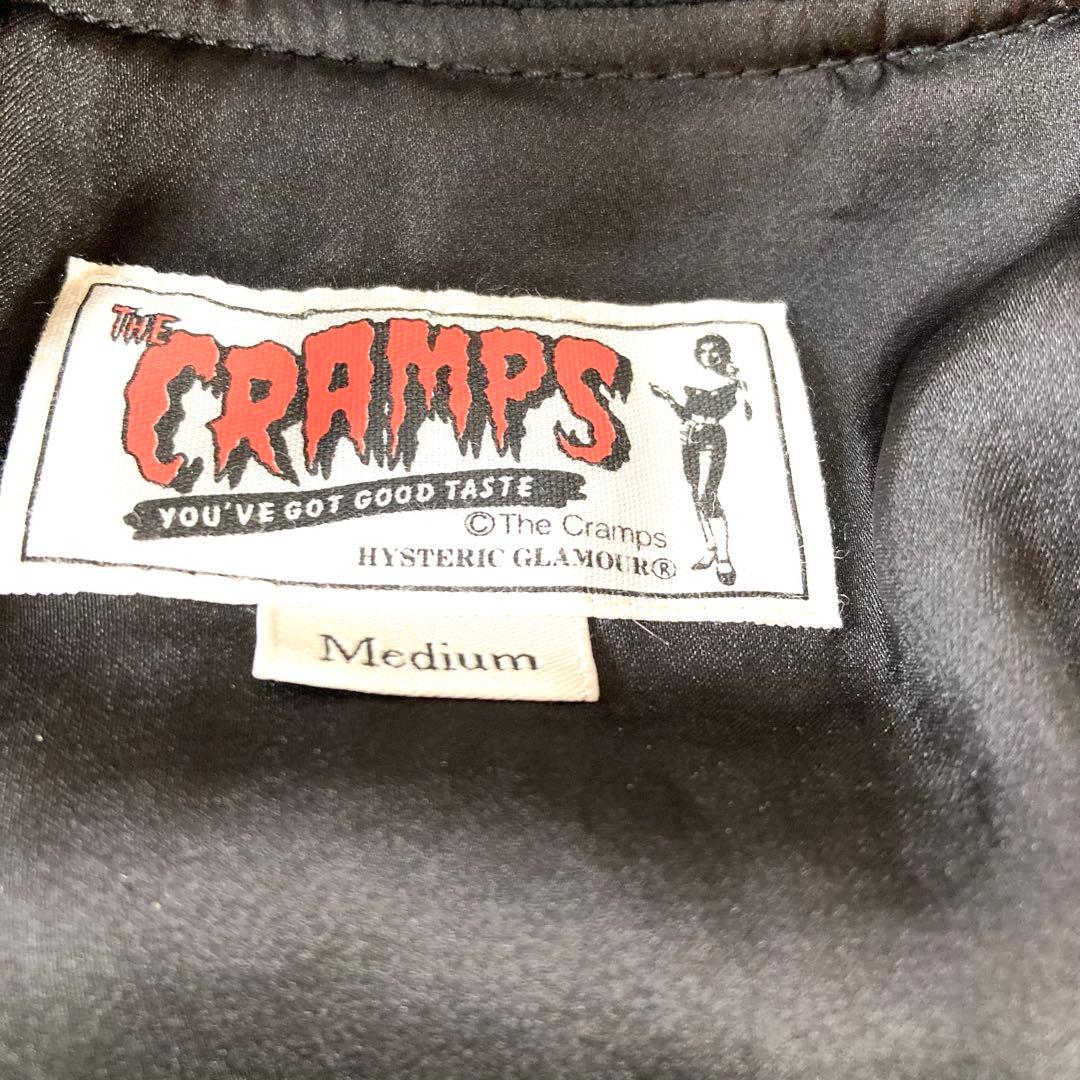 THE
CRAMPS
YOU'VE GOT GOOD TASTE
©The Cramps
HYSTERIC GLAMOUR®
Medium